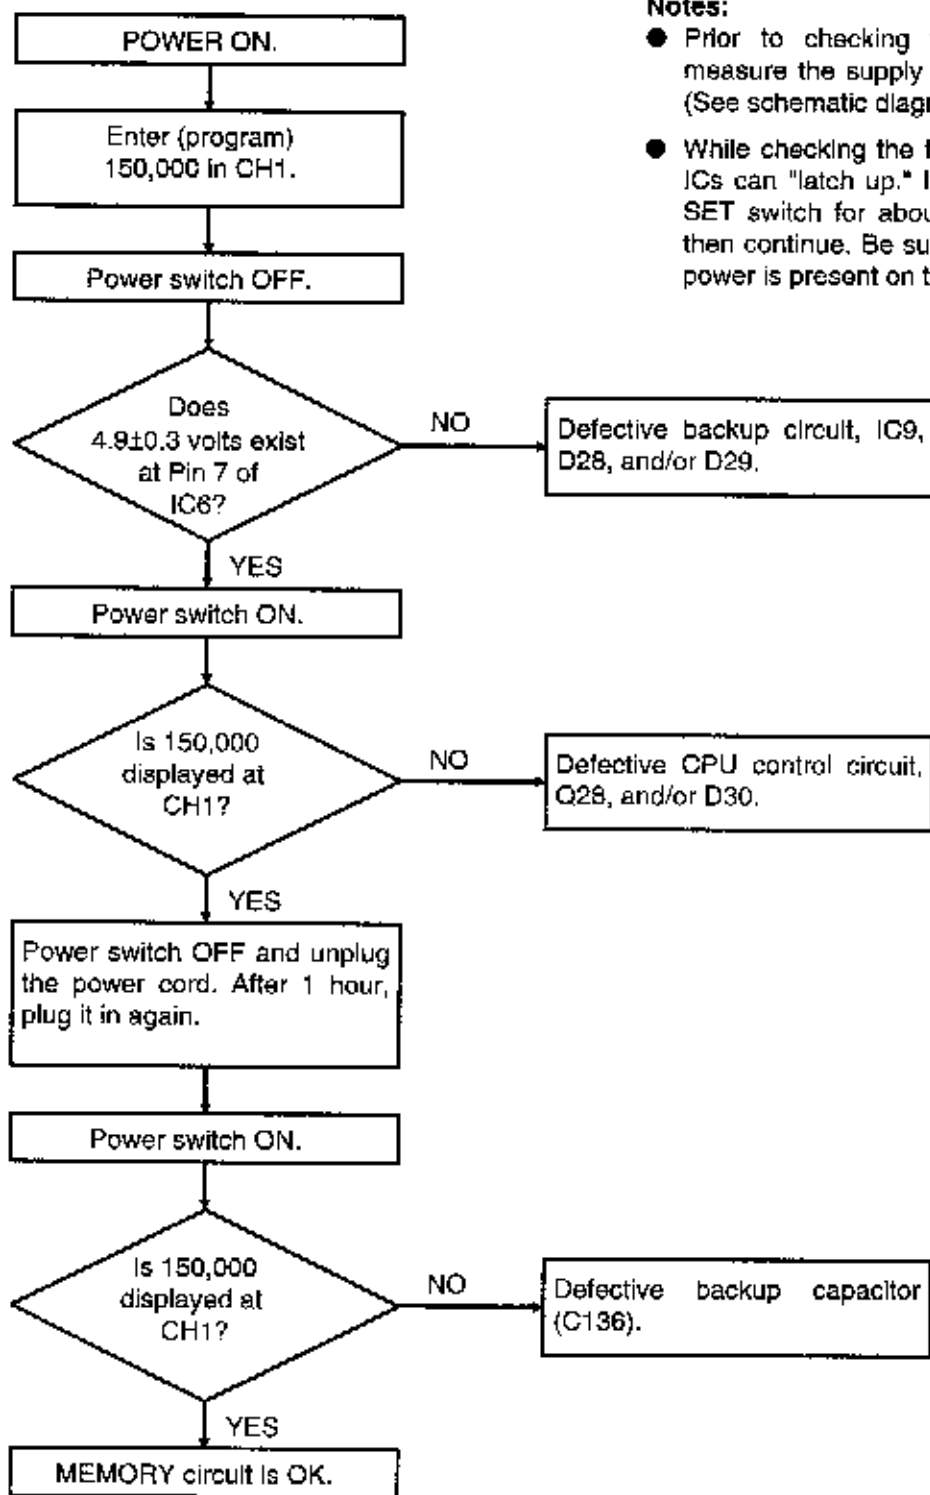 POWER ON.
Enter (program)
150,000 in CH1.
Power switch OFF.
Does
4.9±0.3 volts exist
at Pin 7 of
IC6?
NO
Defective backup circuit, IC9,
D28, and/or D29.
YES
Power switch ON.
Is 150,000
displayed at
CH1?
NO
Defective CPU control circuit,
Q28, and/or D30.
YES
Power switch OFF and unplug
the power cord. After 1 hour,
plug it in again.
Power switch ON.
Is 150,000
displayed at
CH1?
NO
Defective backup capacitor
(C136).
YES
MEMORY circuit is OK.
Notes:
● Prior to checking
measure the supply
(See schematic
● While checking the
ICs can "latch up."
SET switch for
then continue. Be
power is present on